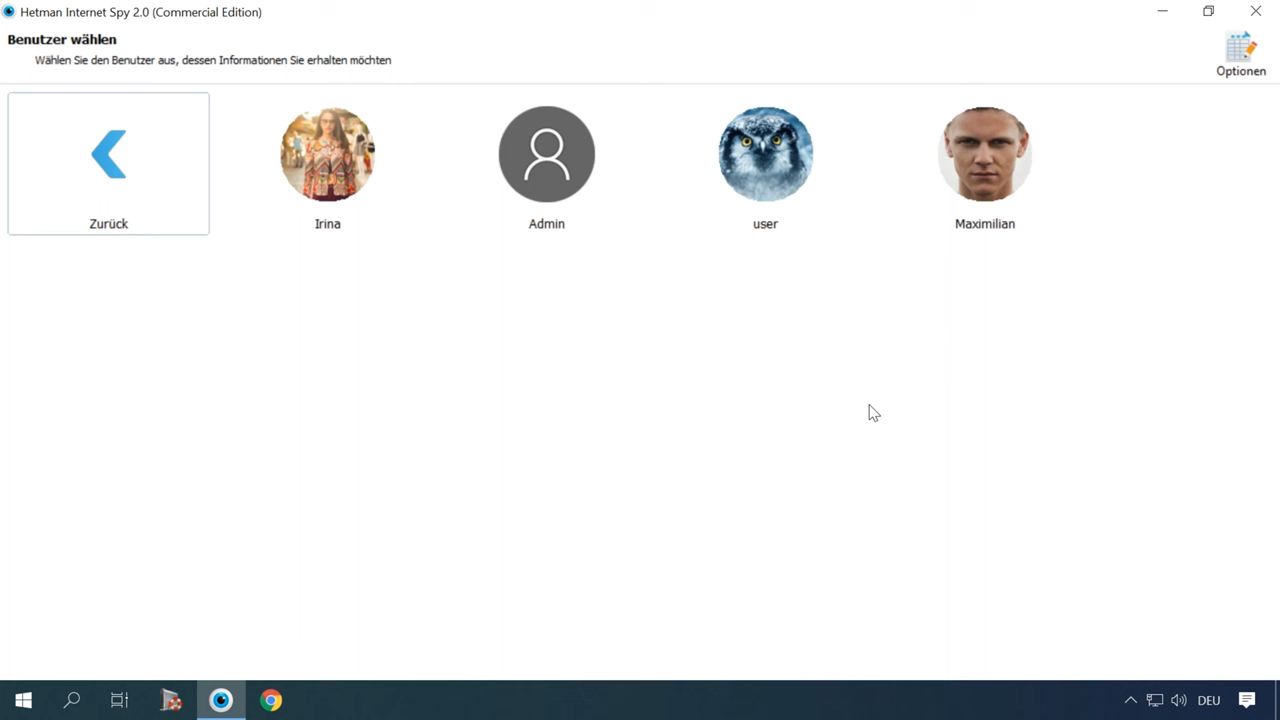 Hetman Internet Spy 2.0 (Commercial Edition)
Benutzer wählen
Wählen Sie den Benutzer aus, dessen Informationen Sie erhalten möchten
Optionen
Zurück
Irina
Admin
user
Maximilian
DEU